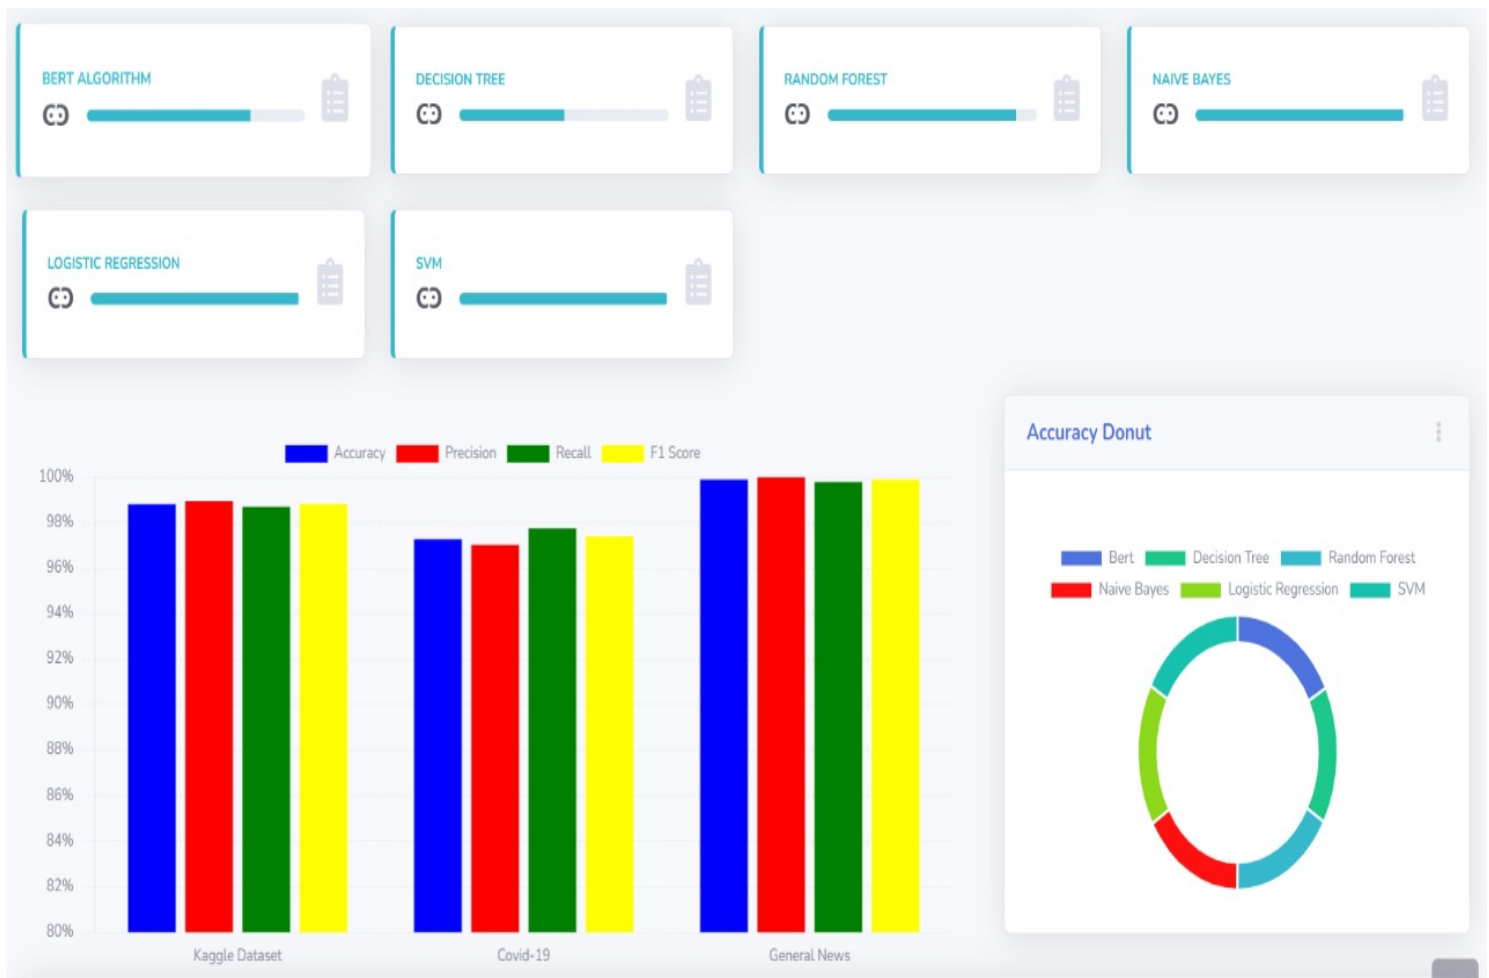 BERT ALGORITHM
DECISION TREE
RANDOM FOREST
NAIVE BAYES
LOGISTIC REGRESSION
SVM
Accuracy Precision Recall F1 Score
100%
98%
96%
94%
92%
90%
88%
86%
84%
82%
80%
Kaggle Dataset Covid-19 General News
Accuracy Donut
Bert Decision Tree Random Forest
Naive Bayes Logistic Regression SVM